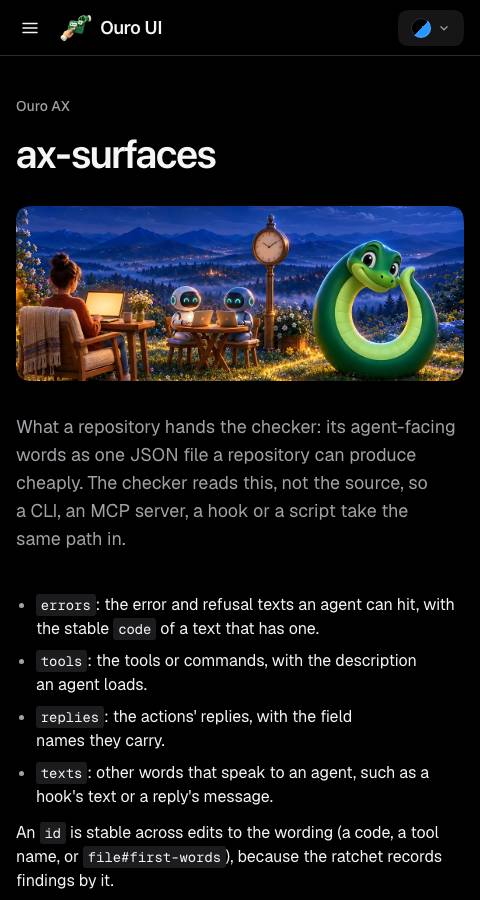 Ouro UI
Ouro AX
ax-surfaces
What a repository hands the checker: its agent-facing
words as one JSON file a repository can produce
cheaply. The checker reads this, not the source, so
a CLI, an MCP server, a hook or a script take the
same path in.
errors: the error and refusal texts an agent can hit, with
the stable code of a text that has one.
tools: the tools or commands, with the description
an agent loads.
replies: the actions' replies, with the field
names they carry.
texts: other words that speak to an agent, such as a
hook's text or a reply's message.
An id is stable across edits to the wording (a code, a tool
name, or file#first-words), because the ratchet records
findings by it.